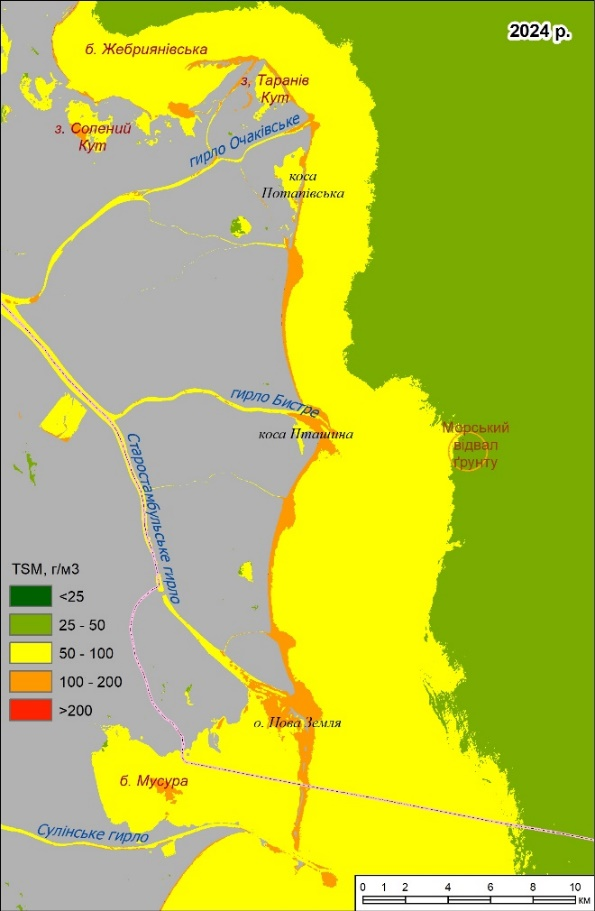 2024 р.
б. Жебриянівська
з, Таранів
Кут
з. Солений
Кут
гирло Очаківське
коса
Потапівська
гирло Бистре
коса Пташина
Морський
відвал
ґрунту
Старостамбульське гирло
TSM, г/м3
<25
25 - 50
50 - 100
100 - 200
>200
о. Нова Земля
б. Мусура
Сулінське гирло
0 1 2 4 6 8 10
км